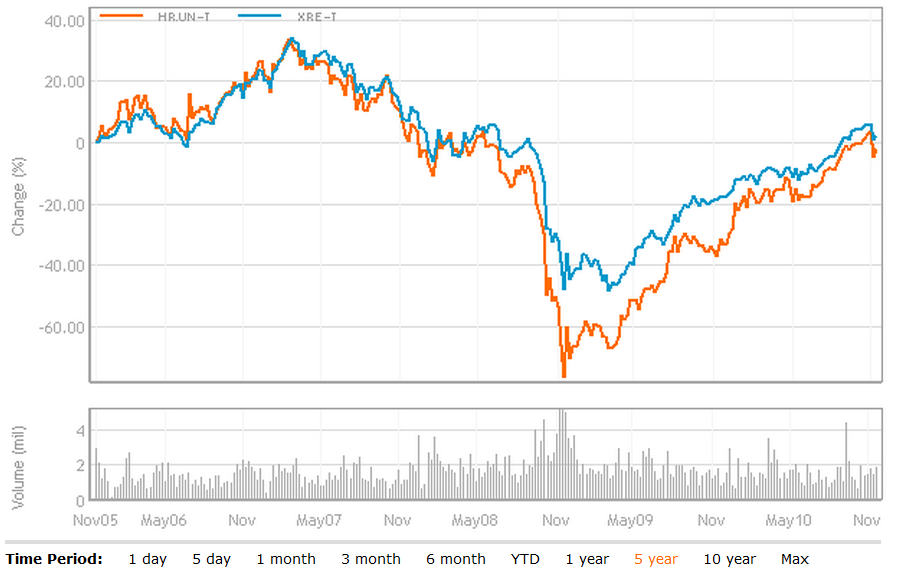 HR.UN-T XRE-T
40.00
20.00
0
-20.00
-40.00
-60.00
Change (%)
4
2
0
Volume (mil)
Nov05 May06 Nov May07 Nov May08 Nov May09 Nov May10 Nov
Time Period: 1 day 5 day 1 month 3 month 6 month YTD 1 year 5 year 10 year Max